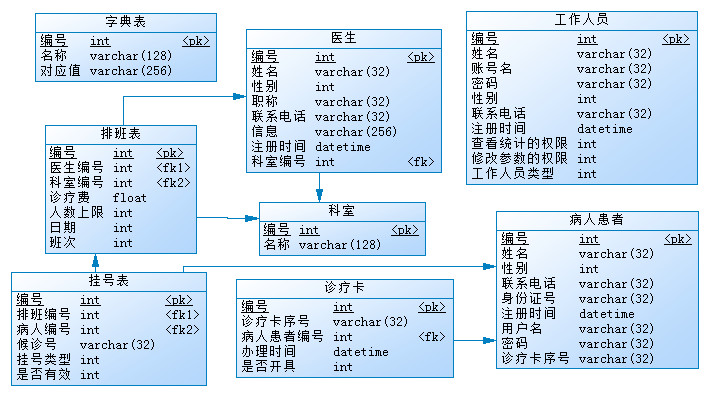 字典表
编号 int <pk>
名称 varchar(128)
对应值 varchar(256)
医生
编号 int <pk>
姓名 varchar(32)
性别 int
职称 varchar(32)
联系电话 varchar(32)
信息 varchar(256)
注册时间 datetime
科室编号 int <fk>
工作人员
编号 int <pk>
姓名 varchar(32)
账号名 varchar(32)
密码 varchar(32)
性别 int
联系电话 varchar(32)
注册时间 datetime
查看统计的权限 int
修改参数的权限 int
工作人员类型 int
排班表
编号 int <pk>
医生编号 int <fk1>
科室编号 int <fk2>
诊疗费 float
人数上限 int
日期 int
班次 int
科室
编号 int <pk>
名称 varchar(128)
病人患者
编号 int <pk>
姓名 varchar(32)
性别 int
联系电话 varchar(32)
身份证号 varchar(32)
注册时间 datetime
用户名 varchar(32)
密码 varchar(32)
诊疗卡序号 varchar(32)
挂号表
编号 int <pk>
排班编号 int <fk1>
病人编号 int <fk2>
候诊号 varchar(32)
挂号类型 int
是否有效 int
诊疗卡
编号 int <pk>
诊疗卡序号 varchar(32)
病人患者编号 int <fk>
办理时间 datetime
是否开具 int